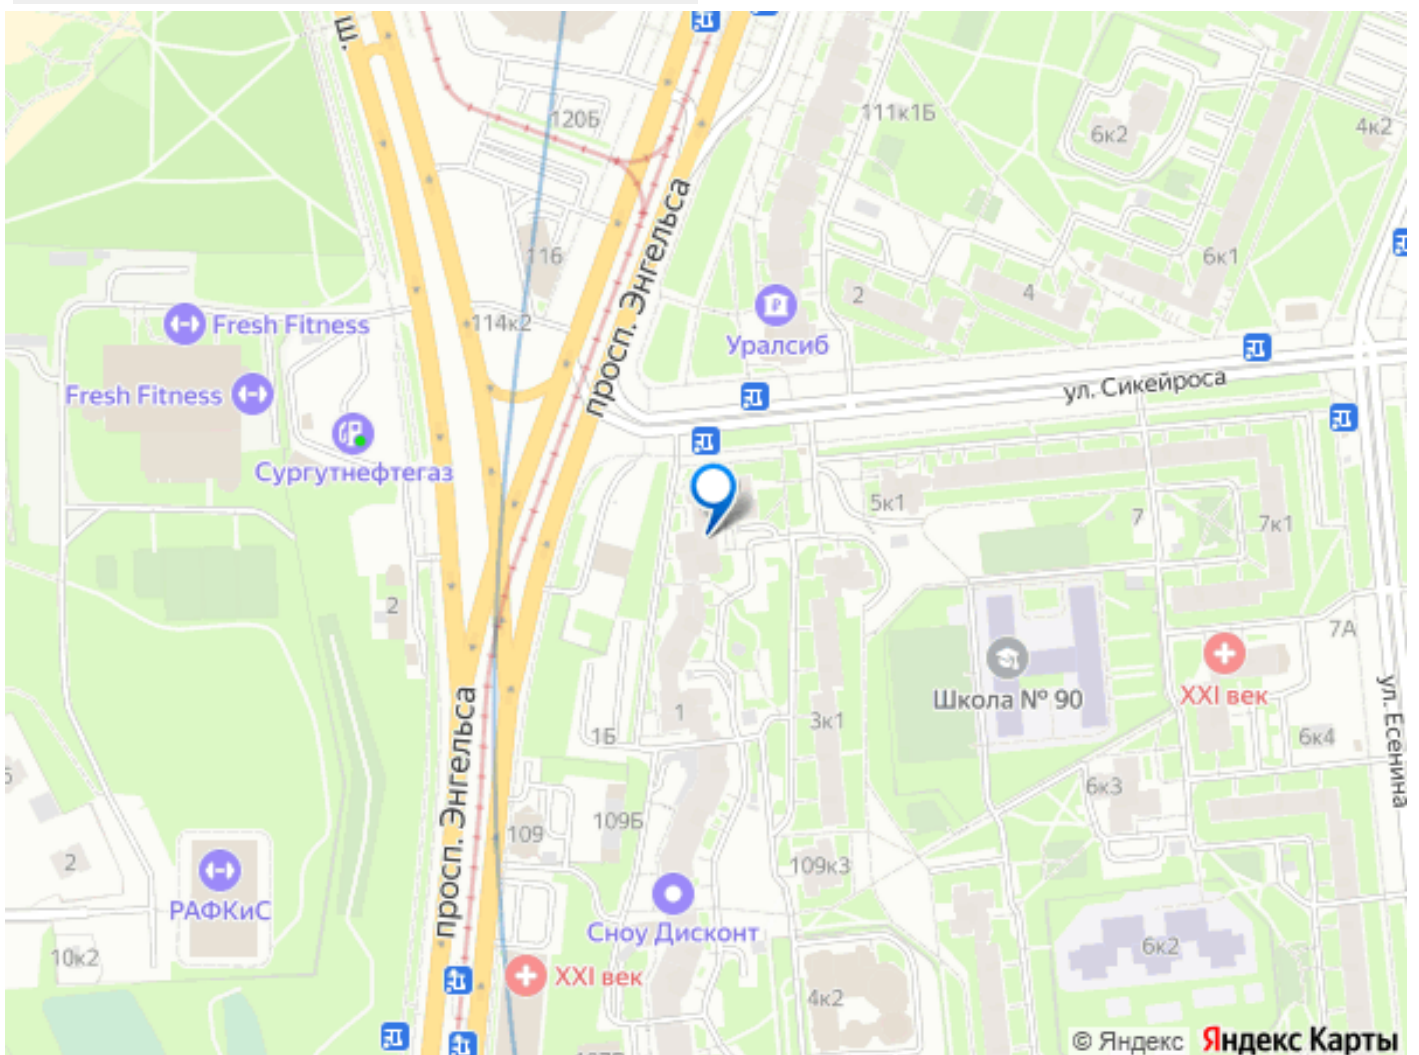 Ш.
120Б
111к1Б
6к2
4к2
116
просп. Энгельса
6к1
2
4
Fresh Fitness
114к2
Уралсиб
Fresh Fitness
ул. Сикейроса
Сургутнефтегаз
5к1
7
7к1
2
7А
Школа № 90
XXI век
1
3к1
1Б
6к4
ул. Есенина
просп. Энгельса
6к3
109
109Б
2
109к3
РАФКиС
Сноу Дисконт
10к2
XXI век
6к2
4к2
© Яндекс Яндекс Карты